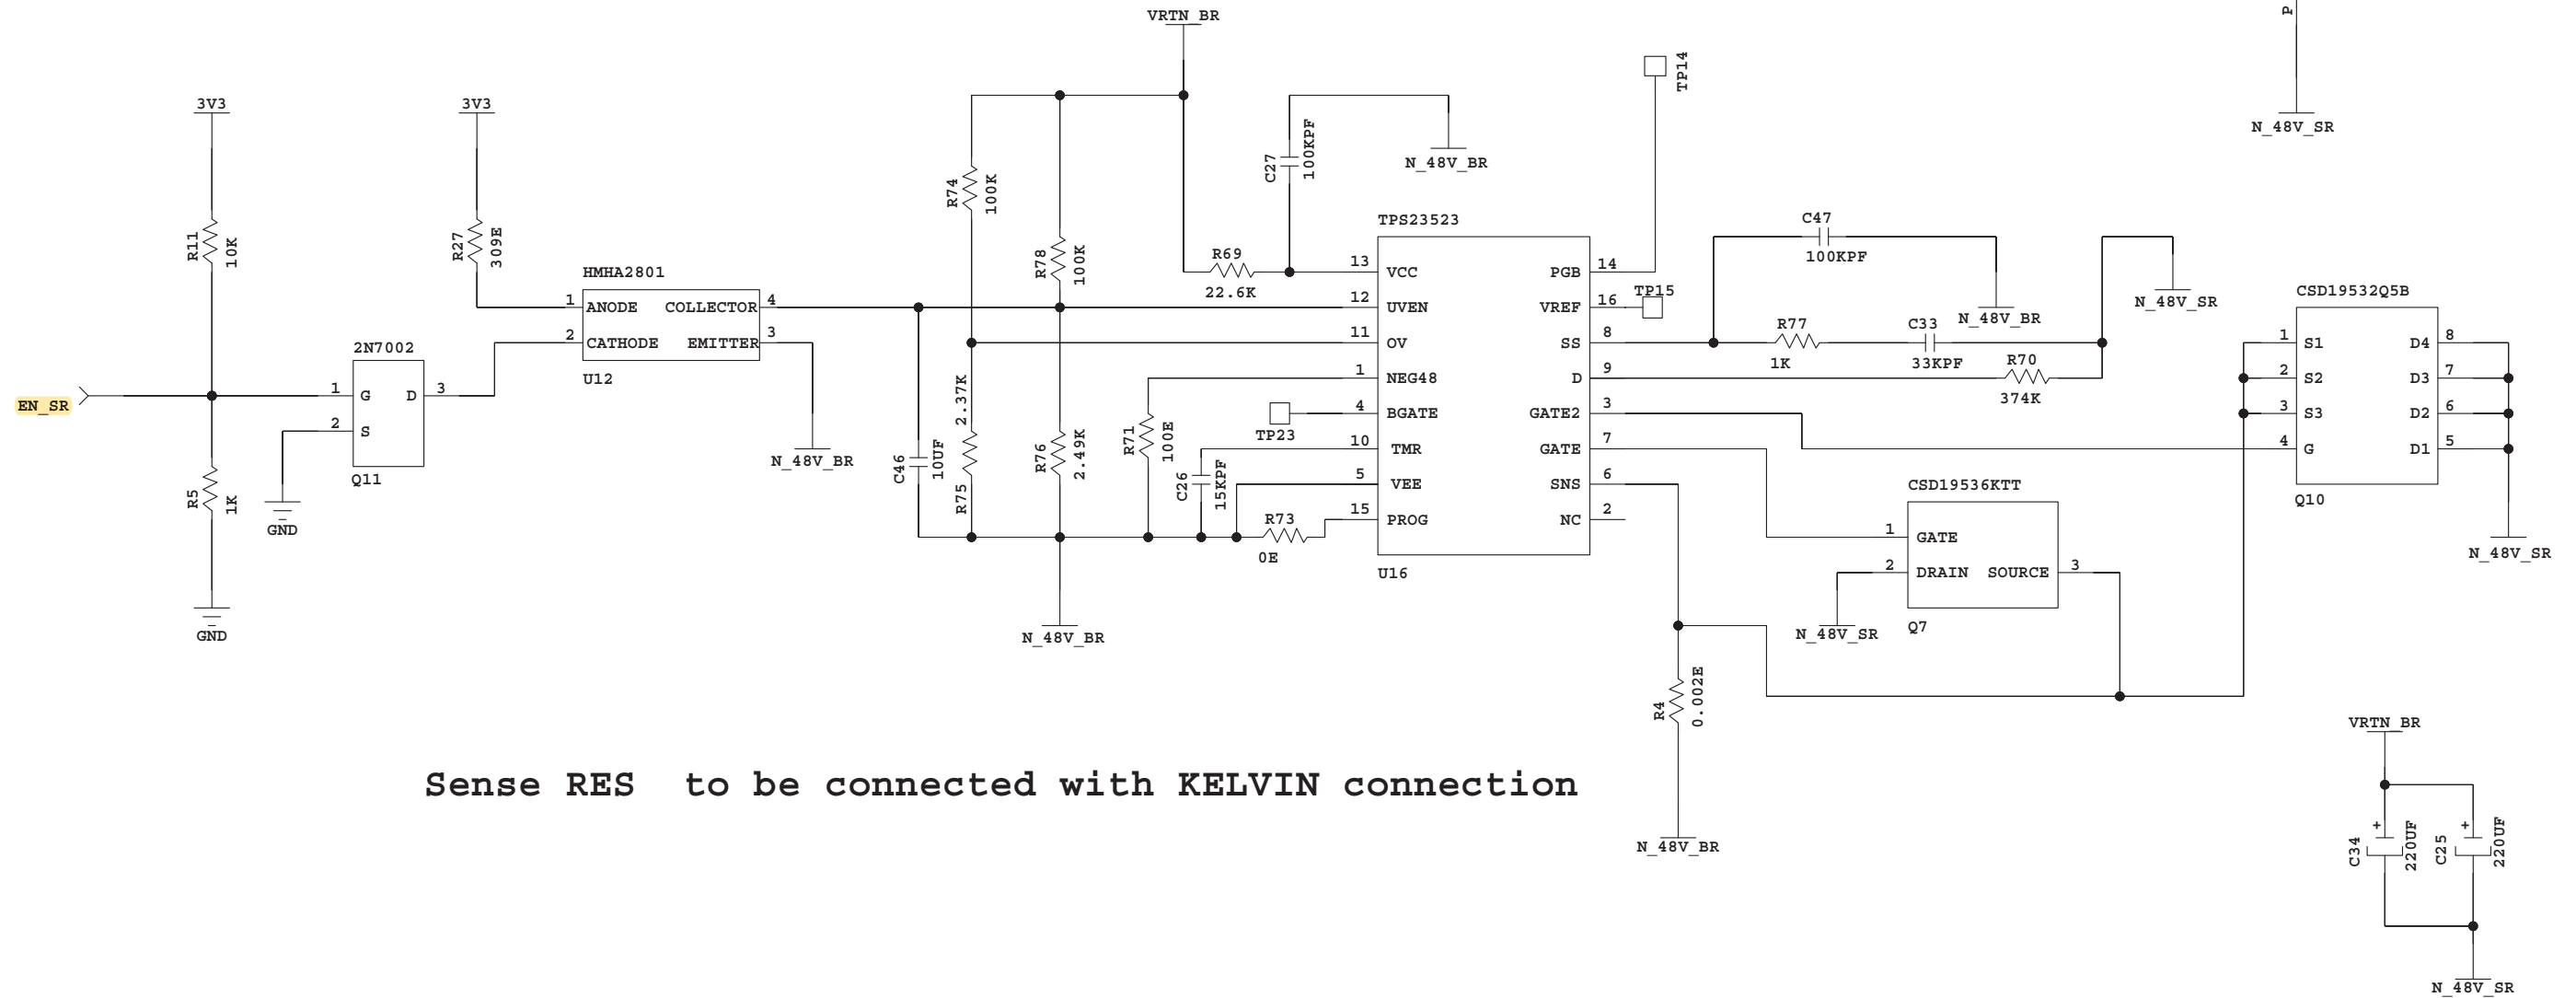 VRTN_BR
P
N_48V_SR
TP14
3V3
3V3
R11
10K
R27
309E
HMHA2801
1
ANODE
COLLECTOR
4
2
CATHODE
EMITTER
3
U12
N_48V_BR
2N7002
EN_SR
1
G
D
3
2
S
Q11
GND
R5
1K
GND
R74
100K
R78
100K
C27
100KPF
N_48V_BR
R69
22.6K
C46
10UF
2.37K
R75
R76
2.49K
R71
100E
TP23
C26
15KPF
R73
0E
N_48V_BR
TPS23523
13
VCC
PGB
14
12
UVEN
VREF
16
TP15
11
OV
SS
8
1
NEG48
D
9
4
BGATE
GATE2
3
10
TMR
GATE
7
5
VEE
SNS
6
15
PROG
NC
2
U16
C47
100KPF
N_48V_BR
R77
1K
C33
33KPF
R70
374K
N_48V_SR
CSD19532Q5B
1
S1
D4
8
2
S2
D3
7
3
S3
D2
6
4
G
D1
5
Q10
N_48V_SR
CSD19536KTT
1
GATE
2
DRAIN
SOURCE
3
N_48V_SR
Q7
R4
0.002E
N_48V_BR
Sense RES to be connected with KELVIN connection
VRTN_BR
+
C34
220UF
+
C25
220UF
N_48V_SR